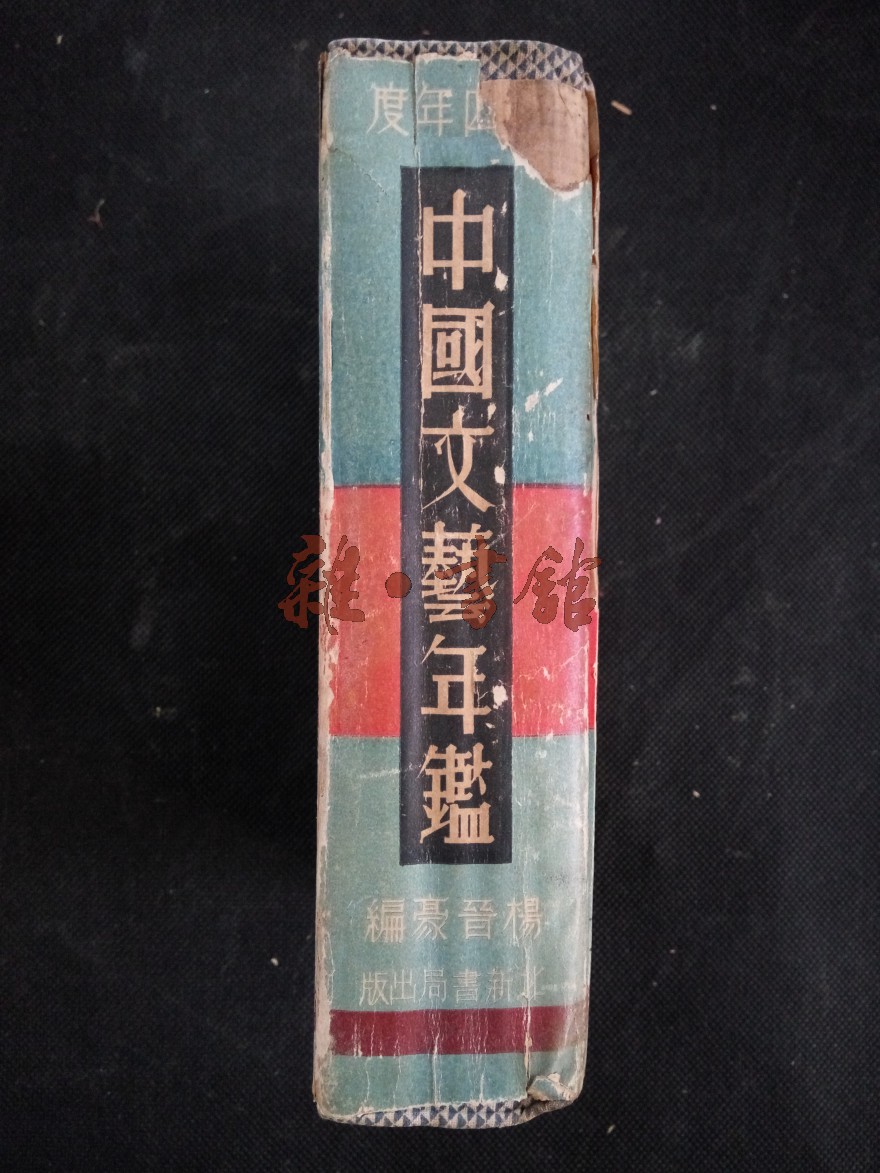 四年度
中國文藝年鑑
楊晉豪編
北新書局出版
雜·書館